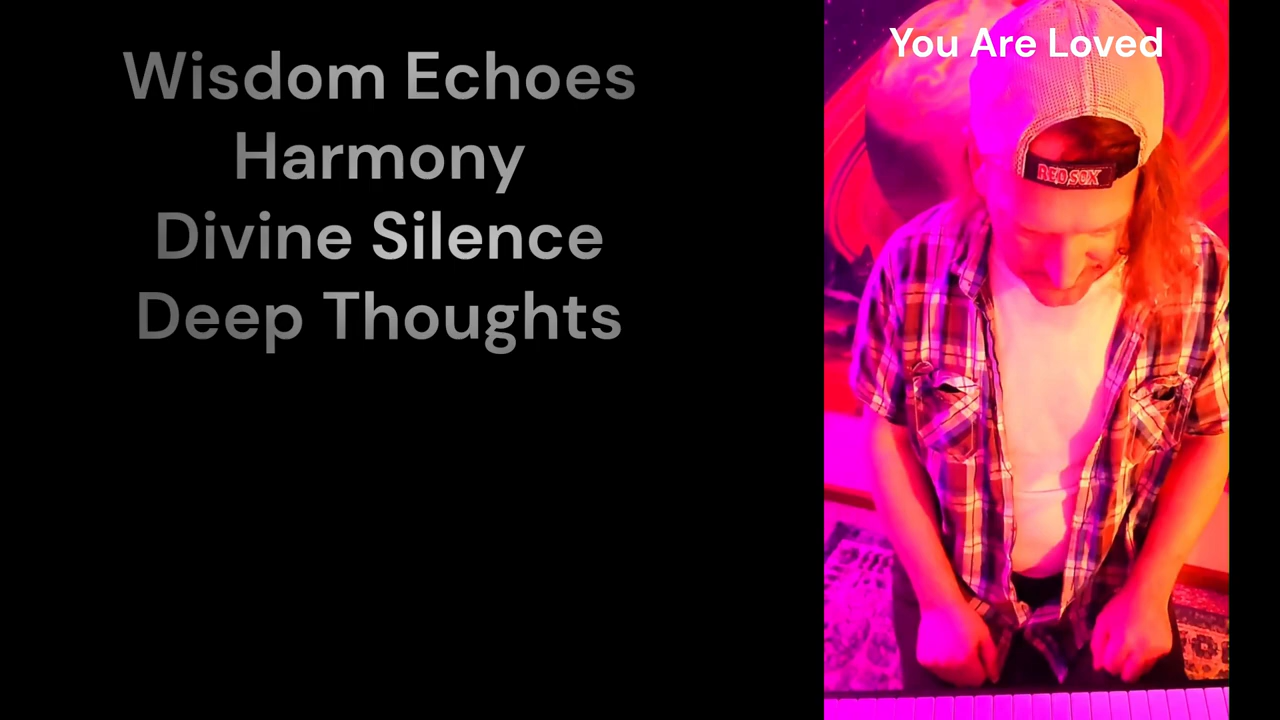 Wisdom Echoes
Harmony
Divine Silence
Deep Thoughts
You Are Loved
RED SOX